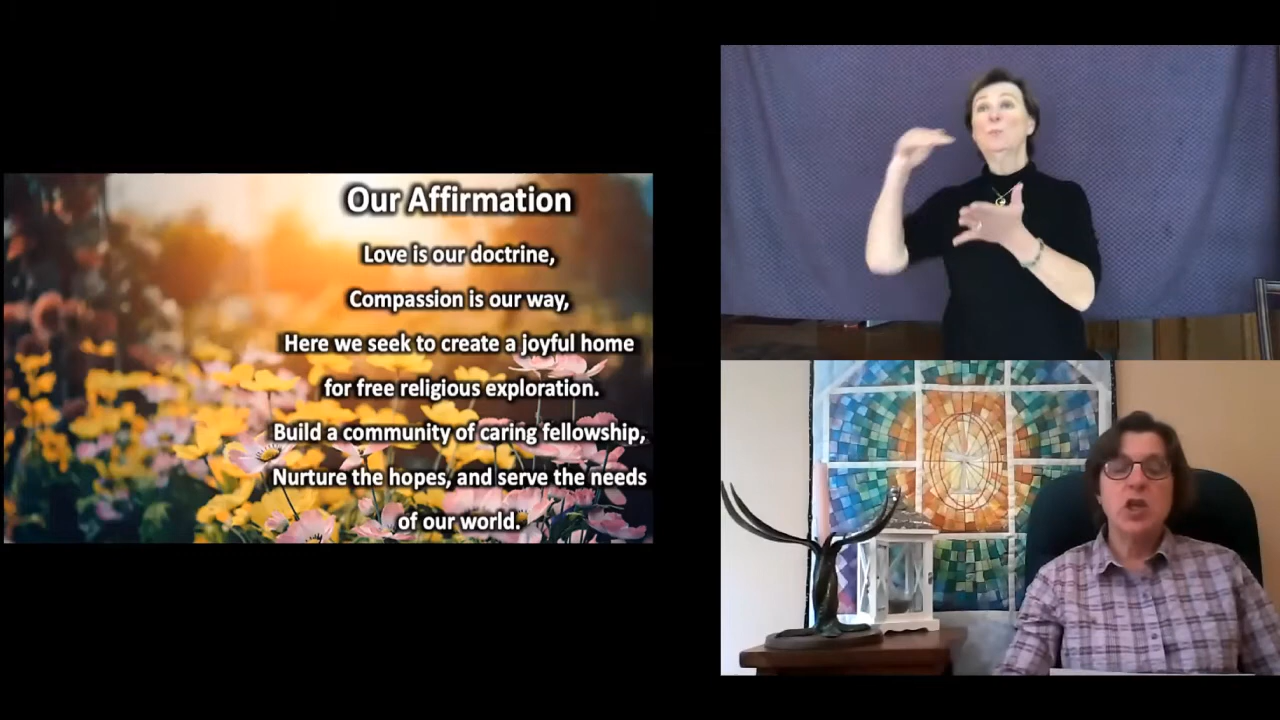 Our Affirmation
Love is our doctrine,
Compassion is our way,
Here we seek to create a joyful home
for free religious exploration.
Build a community of caring fellowship,
Nurture the hopes, and serve the needs
of our world.